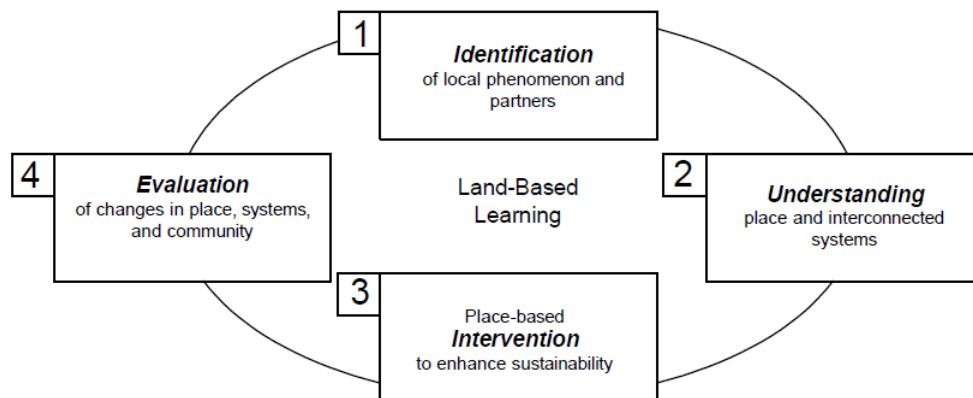 1
Identification
of local phenomenon and
partners
2
Understanding
place and interconnected
systems
3
Place-based
Intervention
to enhance sustainability
4
Evaluation
of changes in place, systems,
and community
Land-Based
Learning